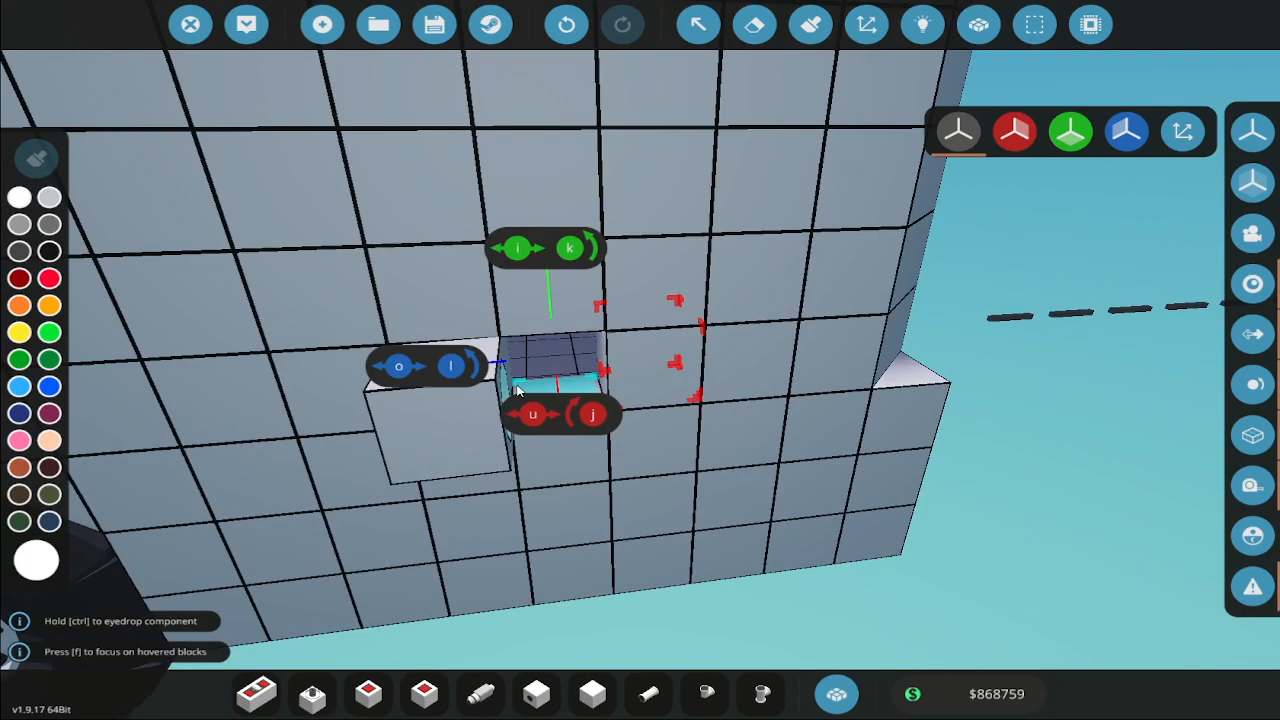 i k
o l
u j
Hold [ctrl] to eyedrop component
Press [f] to focus on hovered blocks
v1.9.17 64Bit
$ $868759